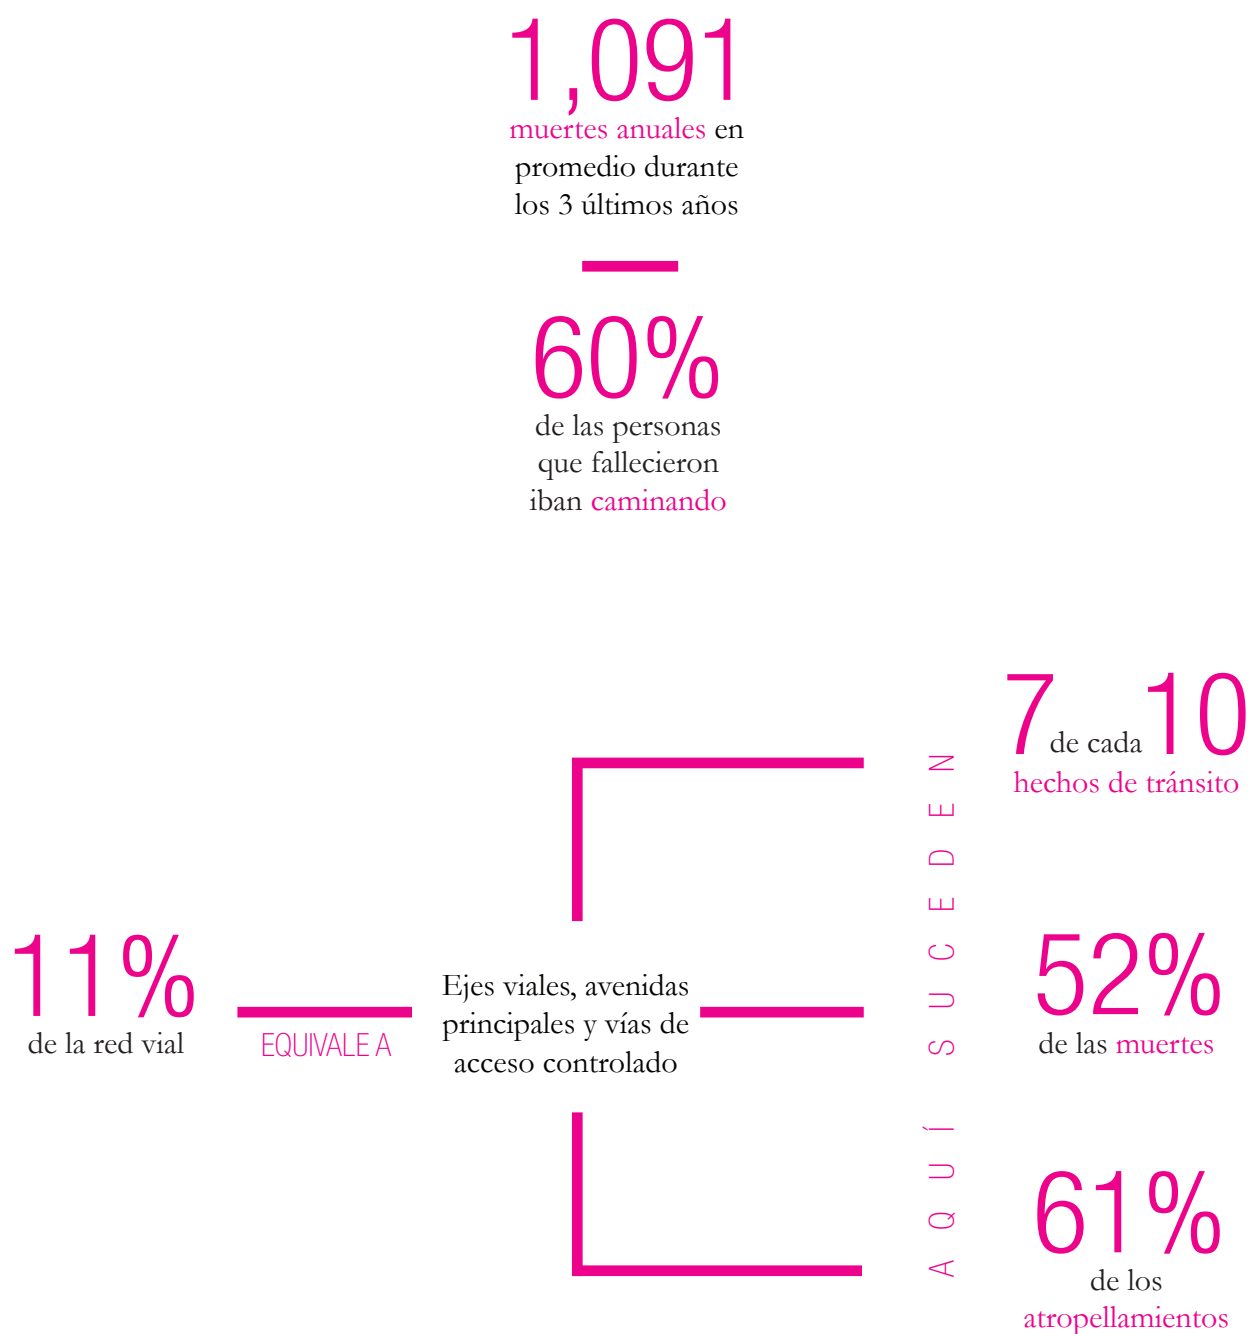 1,091
muertes anuales en
promedio durante
los 3 últimos años
60%
de las personas
que fallecieron
iban caminando
11%
de la red vial
EQUIVALE A
Ejes viales, avenidas
principales y vías de
acceso controlado
AQUÍ SUCEDEN
7 de cada 10
hechos de tránsito
52%
de las muertes
61%
de los
atropellamientos